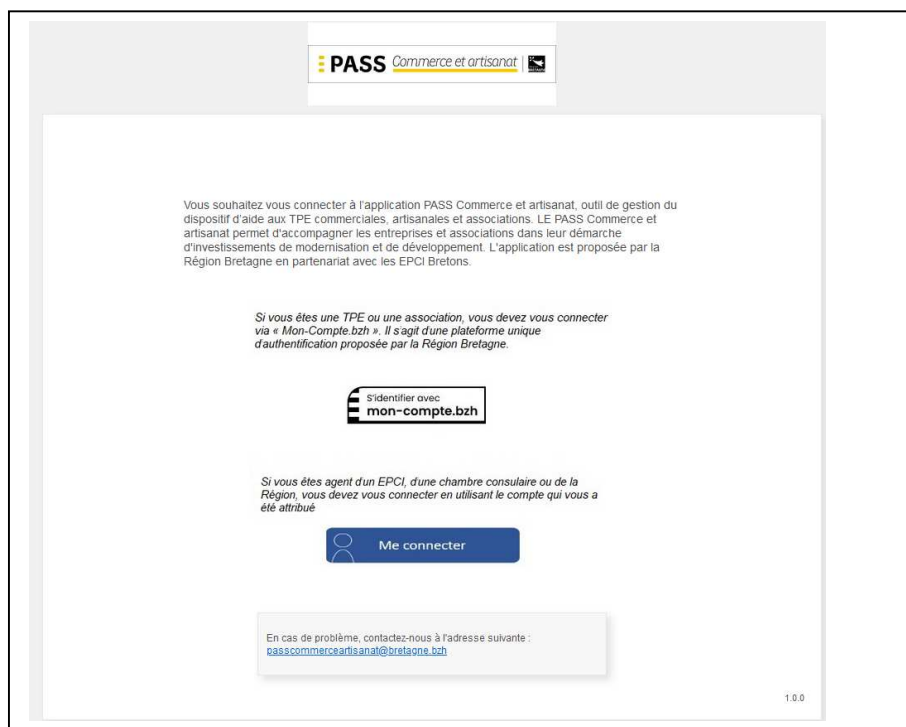 PASS Commerce et artisanat
Vous souhaitez vous connecter à l'application PASS Commerce et artisanat, outil de gestion du
dispositif d'aide aux TPE commerciales, artisanales et associations. LE PASS Commerce et
artisanat permet d'accompagner les entreprises et associations dans leur démarche
d'investissements de modernisation et de développement. L'application est proposée par la
Région Bretagne en partenariat avec les EPCI Bretons.
Si vous êtes une TPE ou une association, vous devez vous connecter
via « Mon-Compte.bzh ». Il s'agit d'une plateforme unique
d'authentification proposée par la Région Bretagne.
S'identifier avec
mon-compte.bzh
Si vous êtes agent d'un EPCI, d'une chambre consulaire ou de la
Région, vous devez vous connecter en utilisant le compte qui vous a
été attribué
Me connecter
En cas de problème, contactez-nous à l'adresse suivante :
passcommerceartisanat@bretagne.bzh
1.0.0